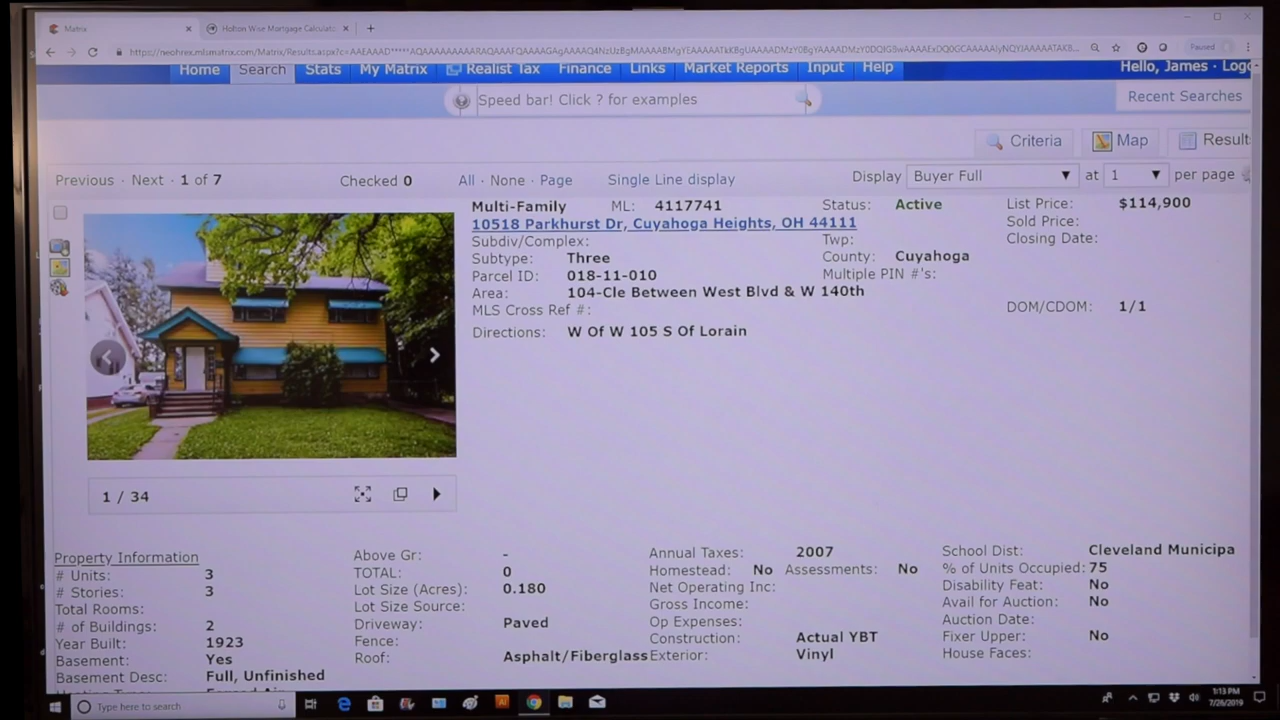 Matrix
Holton Wise Mortgage Calculato
Paused
Home Search Stats My Matrix Realist Tax Finance Links Market Reports Input Help
Hello, James · Logo
Speed bar! Click ? for examples
Recent Searches
Criteria Map Result
Previous · Next · 1 of 7 Checked 0 All · None · Page Single Line display Display Buyer Full at 1 per page
Multi-Family ML: 4117741 Status: Active List Price: $114,900
10518 Parkhurst Dr, Cuyahoga Heights, OH 44111 Sold Price:
Subdiv/Complex: Twp: Closing Date:
Subtype: Three County: Cuyahoga
Parcel ID: 018-11-010 Multiple PIN #'s:
Area: 104-Cle Between West Blvd & W 140th
MLS Cross Ref #: DOM/CDOM: 1/1
Directions: W Of W 105 S Of Lorain
1 / 34
Property Information Above Gr: - Annual Taxes: 2007 School Dist: Cleveland Municipa
# Units: 3 TOTAL: 0 Homestead: No Assessments: No % of Units Occupied: 75
# Stories: 3 Lot Size (Acres): 0.180 Net Operating Inc: Disability Feat: No
Total Rooms: Lot Size Source: Gross Income: Avail for Auction: No
# of Buildings: 2 Driveway: Paved Op Expenses: Auction Date:
Year Built: 1923 Fence: Construction: Actual YBT Fixer Upper: No
Basement: Yes Roof: Asphalt/Fiberglass Exterior: Vinyl House Faces:
Basement Desc: Full, Unfinished
Type here to search
1:13 PM
7/26/2019